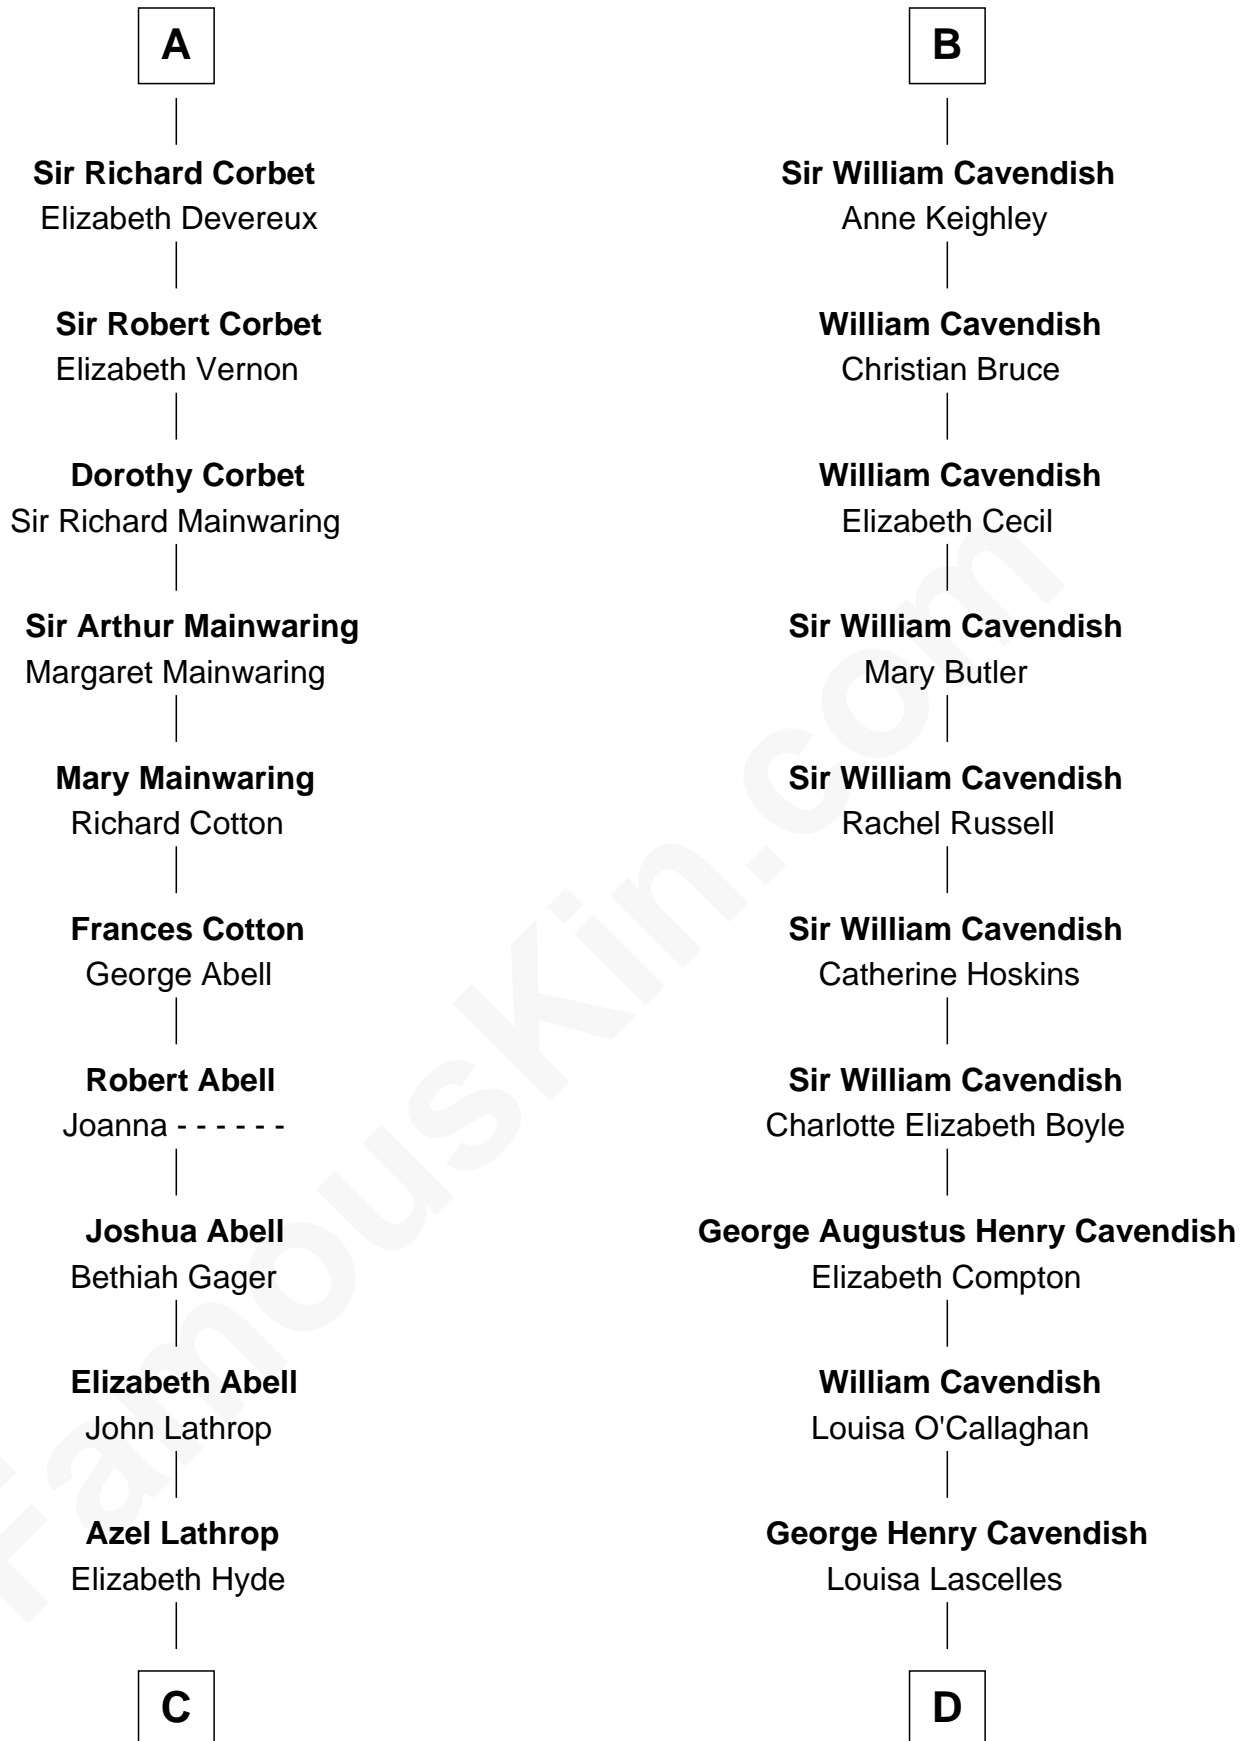 A
Sir Richard Corbet
Elizabeth Devereux
Sir Robert Corbet
Elizabeth Vernon
Dorothy Corbet
Sir Richard Mainwaring
Sir Arthur Mainwaring
Margaret Mainwaring
Mary Mainwaring
Richard Cotton
Frances Cotton
George Abell
Robert Abell
Joanna - - - - - -
Joshua Abell
Bethiah Gager
Elizabeth Abell
John Lathrop
Azel Lathrop
Elizabeth Hyde
C
B
Sir William Cavendish
Anne Keighley
William Cavendish
Christian Bruce
William Cavendish
Elizabeth Cecil
Sir William Cavendish
Mary Butler
Sir William Cavendish
Rachel Russell
Sir William Cavendish
Catherine Hoskins
Sir William Cavendish
Charlotte Elizabeth Boyle
George Augustus Henry Cavendish
Elizabeth Compton
William Cavendish
Louisa O'Callaghan
George Henry Cavendish
Louisa Lascelles
D
FamousKin.com